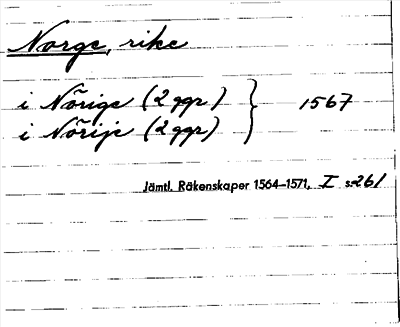 Norge, rike
i Nörige (2 ggr) } 1567
i Nörije (2 ggr)
Jämtl. Räkenskaper 1564–1571, I s. 261